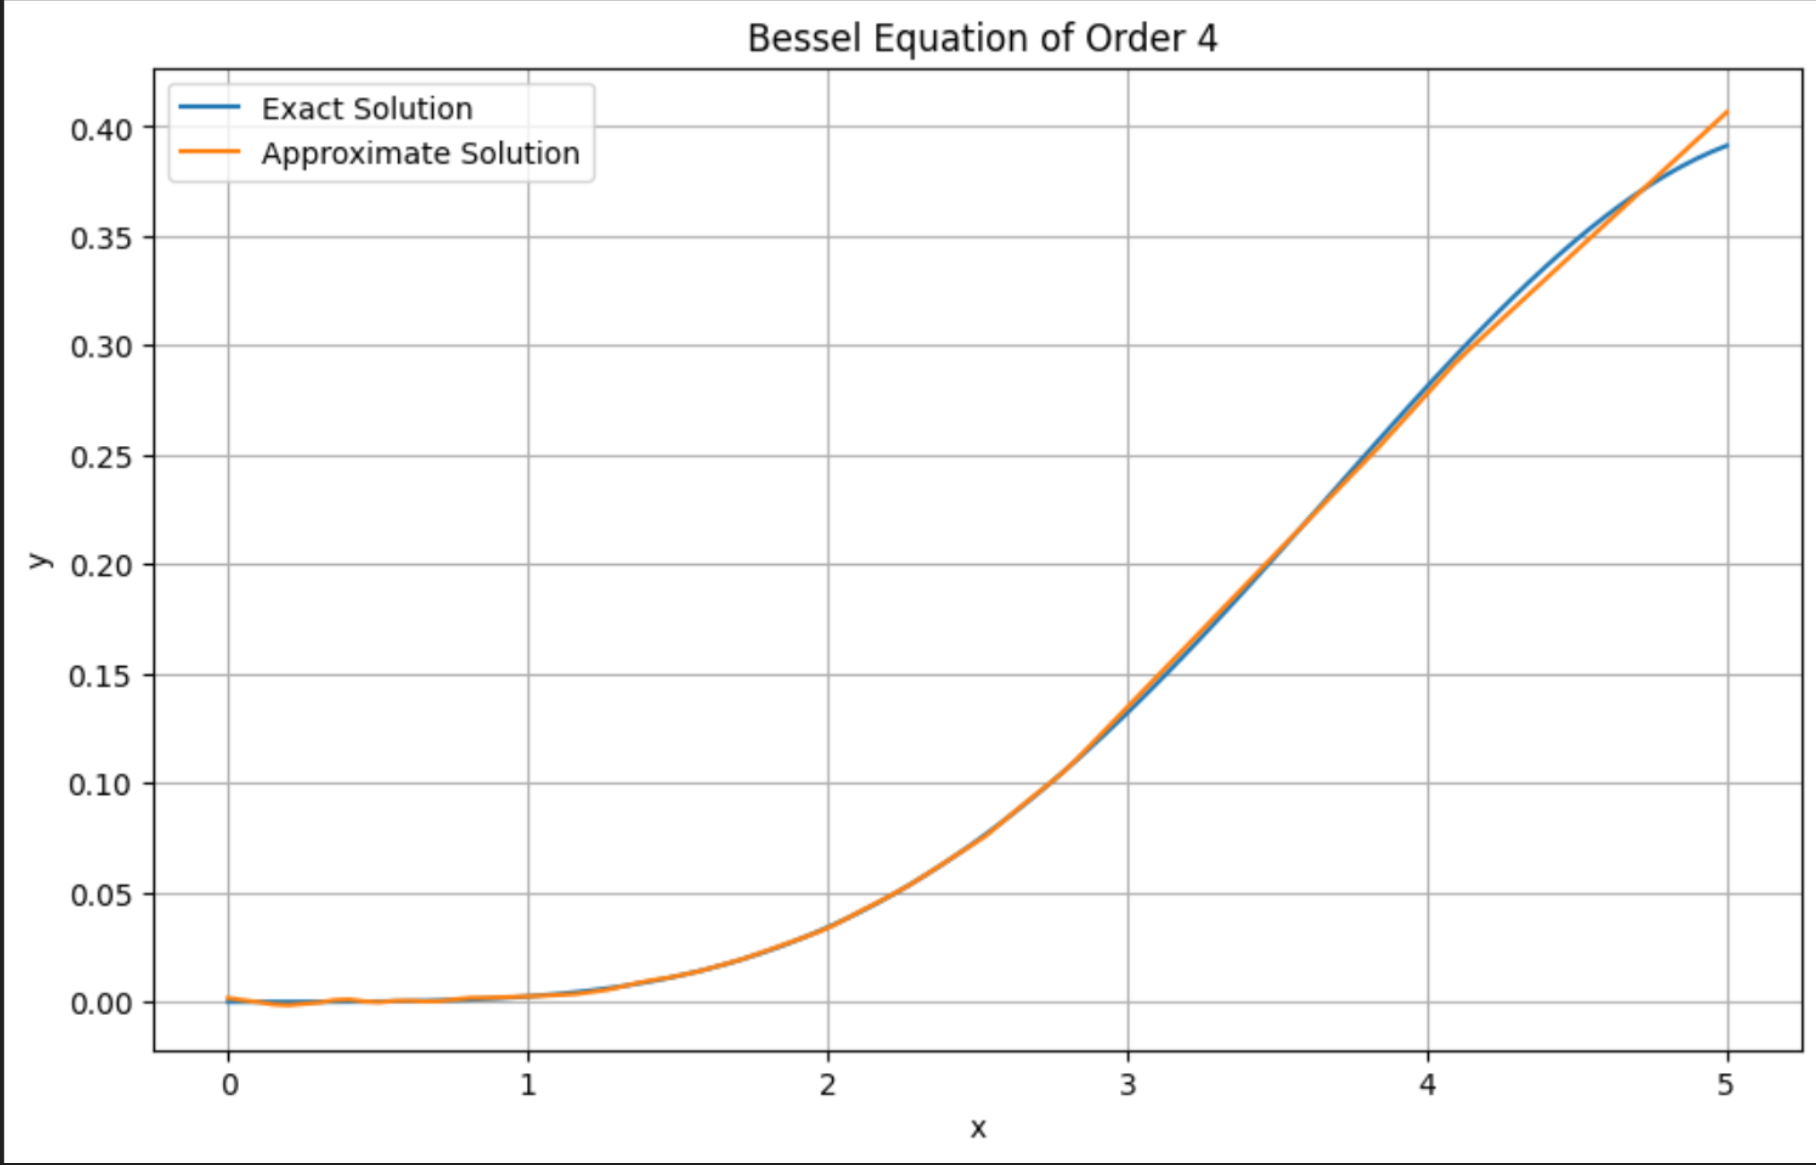 Bessel Equation of Order 4
Exact Solution
Approximate Solution
0.40
0.35
0.30
0.25
0.20
0.15
0.10
0.05
0.00
y
0 1 2 3 4 5
x